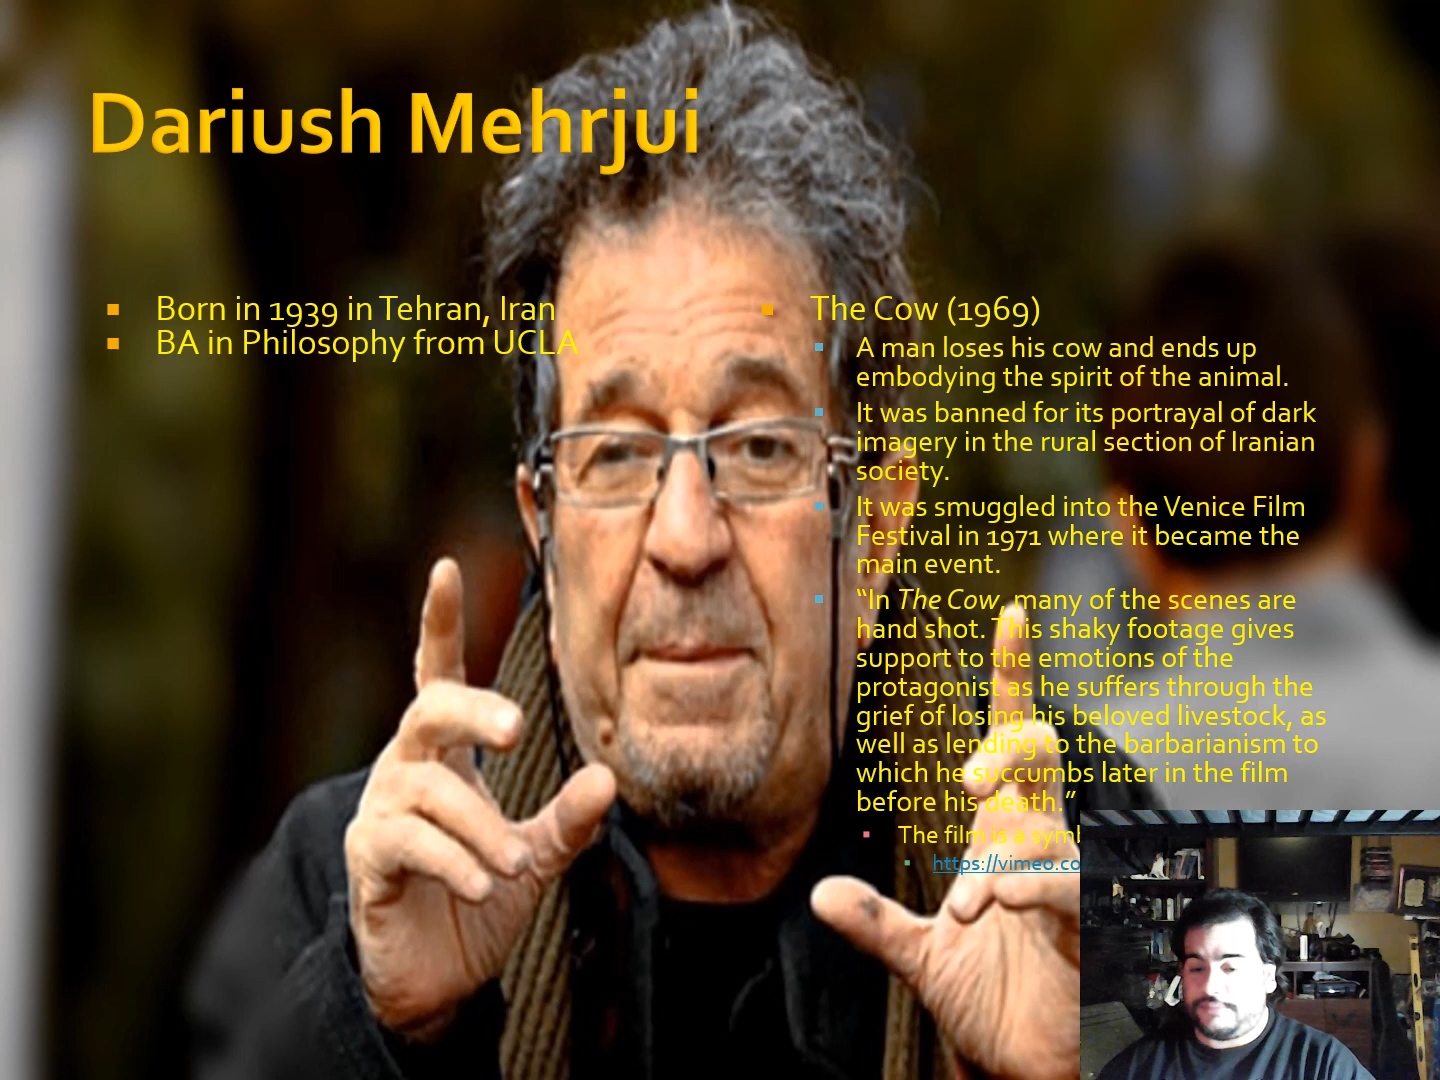 Dariush Mehrjui
Born in 1939 in Tehran, Iran
BA in Philosophy from UCLA
The Cow (1969)
A man loses his cow and ends up
embodying the spirit of the animal.
It was banned for its portrayal of dark
imagery in the rural section of Iranian
society.
It was smuggled into the Venice Film
Festival in 1971 where it became the
main event.
“In The Cow, many of the scenes are
hand shot. This shaky footage gives
support to the emotions of the
protagonist as he suffers through the
grief of losing his beloved livestock, as
well as lending to the barbarianism to
which he succumbs later in the film
before his death.”
The film is a
https://vimeo.co